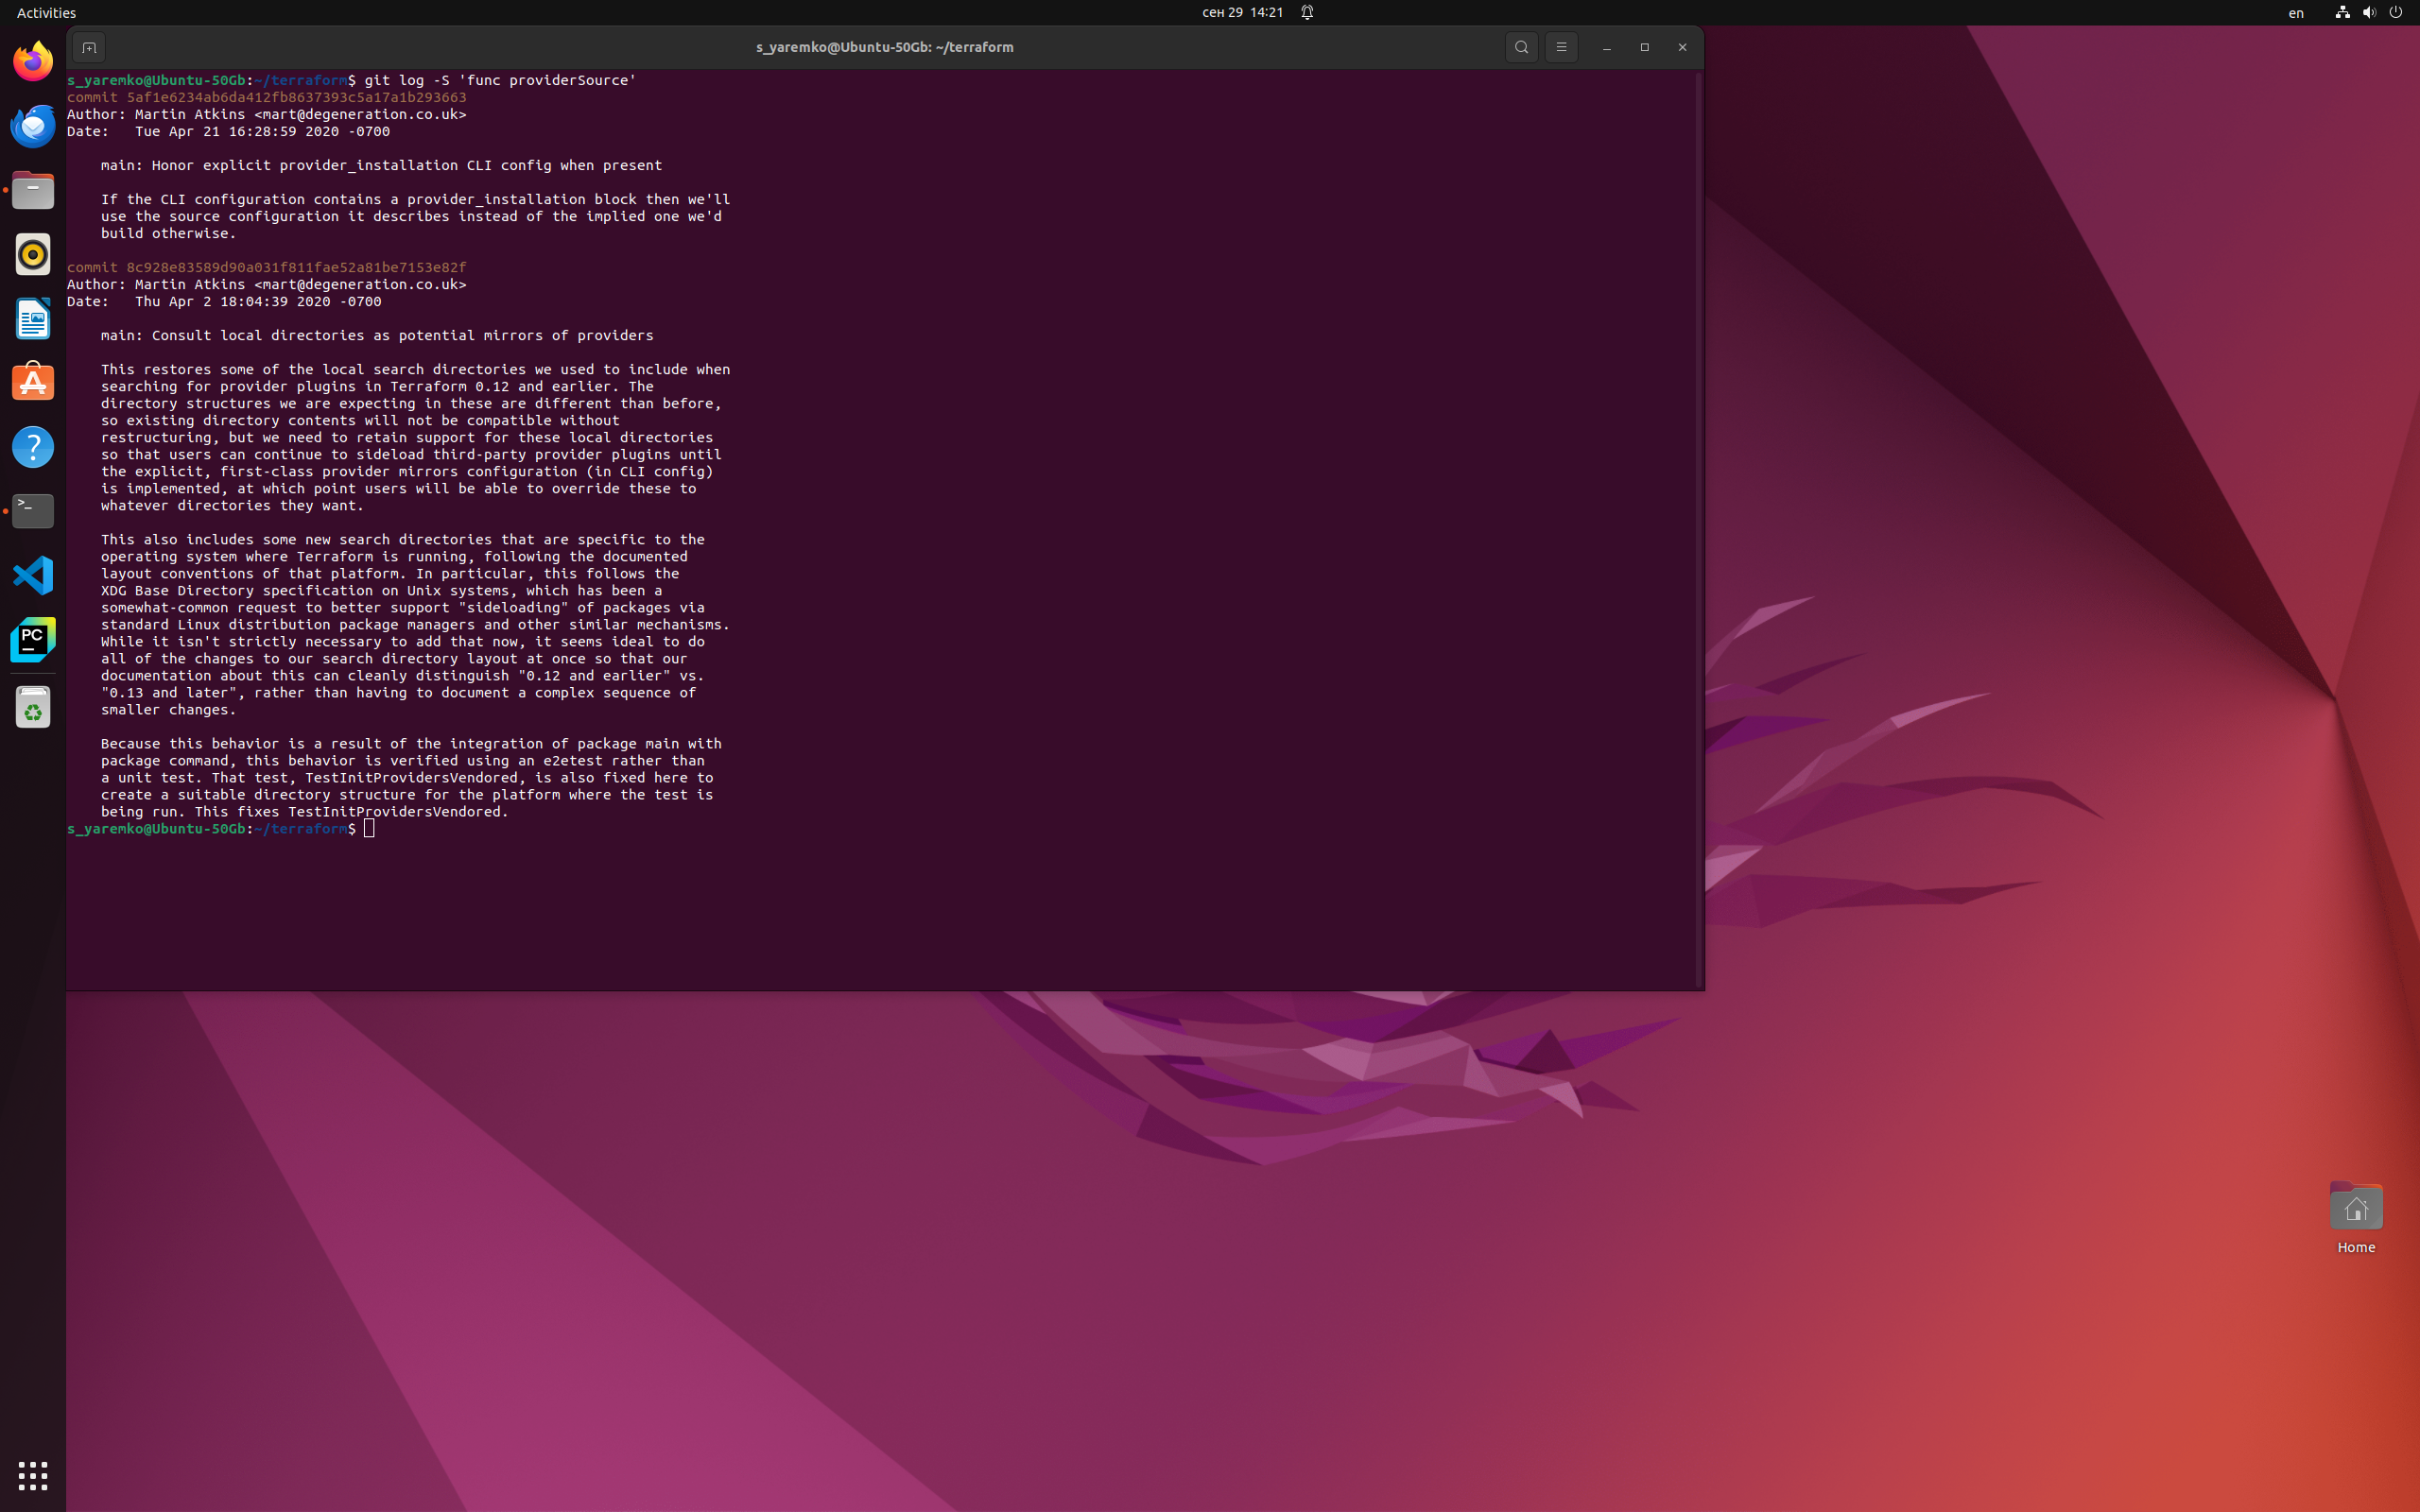 Activities
сен 29 14:21
en
s_yaremko@Ubuntu-50Gb: ~/terraform
s_yaremko@Ubuntu-50Gb:~/terraform$ git log -S 'func providerSource'
commit 5af1e6234ab6da412fb8637393c5a17a1b293663
Author: Martin Atkins <mart@degeneration.co.uk>
Date:   Tue Apr 21 16:28:59 2020 -0700
main: Honor explicit provider_installation CLI config when present
If the CLI configuration contains a provider_installation block then we'll
use the source configuration it describes instead of the implied one we'd
build otherwise.
commit 8c928e83589d90a031f811fae52a81be7153e82f
Author: Martin Atkins <mart@degeneration.co.uk>
Date:   Thu Apr 2 18:04:39 2020 -0700
main: Consult local directories as potential mirrors of providers
This restores some of the local search directories we used to include when
searching for provider plugins in Terraform 0.12 and earlier. The
directory structures we are expecting in these are different than before,
so existing directory contents will not be compatible without
restructuring, but we need to retain support for these local directories
so that users can continue to sideload third-party provider plugins until
the explicit, first-class provider mirrors configuration (in CLI config)
is implemented, at which point users will be able to override these to
whatever directories they want.
This also includes some new search directories that are specific to the
operating system where Terraform is running, following the documented
layout conventions of that platform. In particular, this follows the
XDG Base Directory specification on Unix systems, which has been a
somewhat-common request to better support "sideloading" of packages via
standard Linux distribution package managers and other similar mechanisms.
While it isn't strictly necessary to add that now, it seems ideal to do
all of the changes to our search directory layout at once so that our
documentation about this can cleanly distinguish "0.12 and earlier" vs.
"0.13 and later", rather than having to document a complex sequence of
smaller changes.
Because this behavior is a result of the integration of package main with
package command, this behavior is verified using an e2etest rather than
a unit test. That test, TestInitProvidersVendored, is also fixed here to
create a suitable directory structure for the platform where the test is
being run. This fixes TestInitProvidersVendored.
s_yaremko@Ubuntu-50Gb:~/terraform$
PC
Home